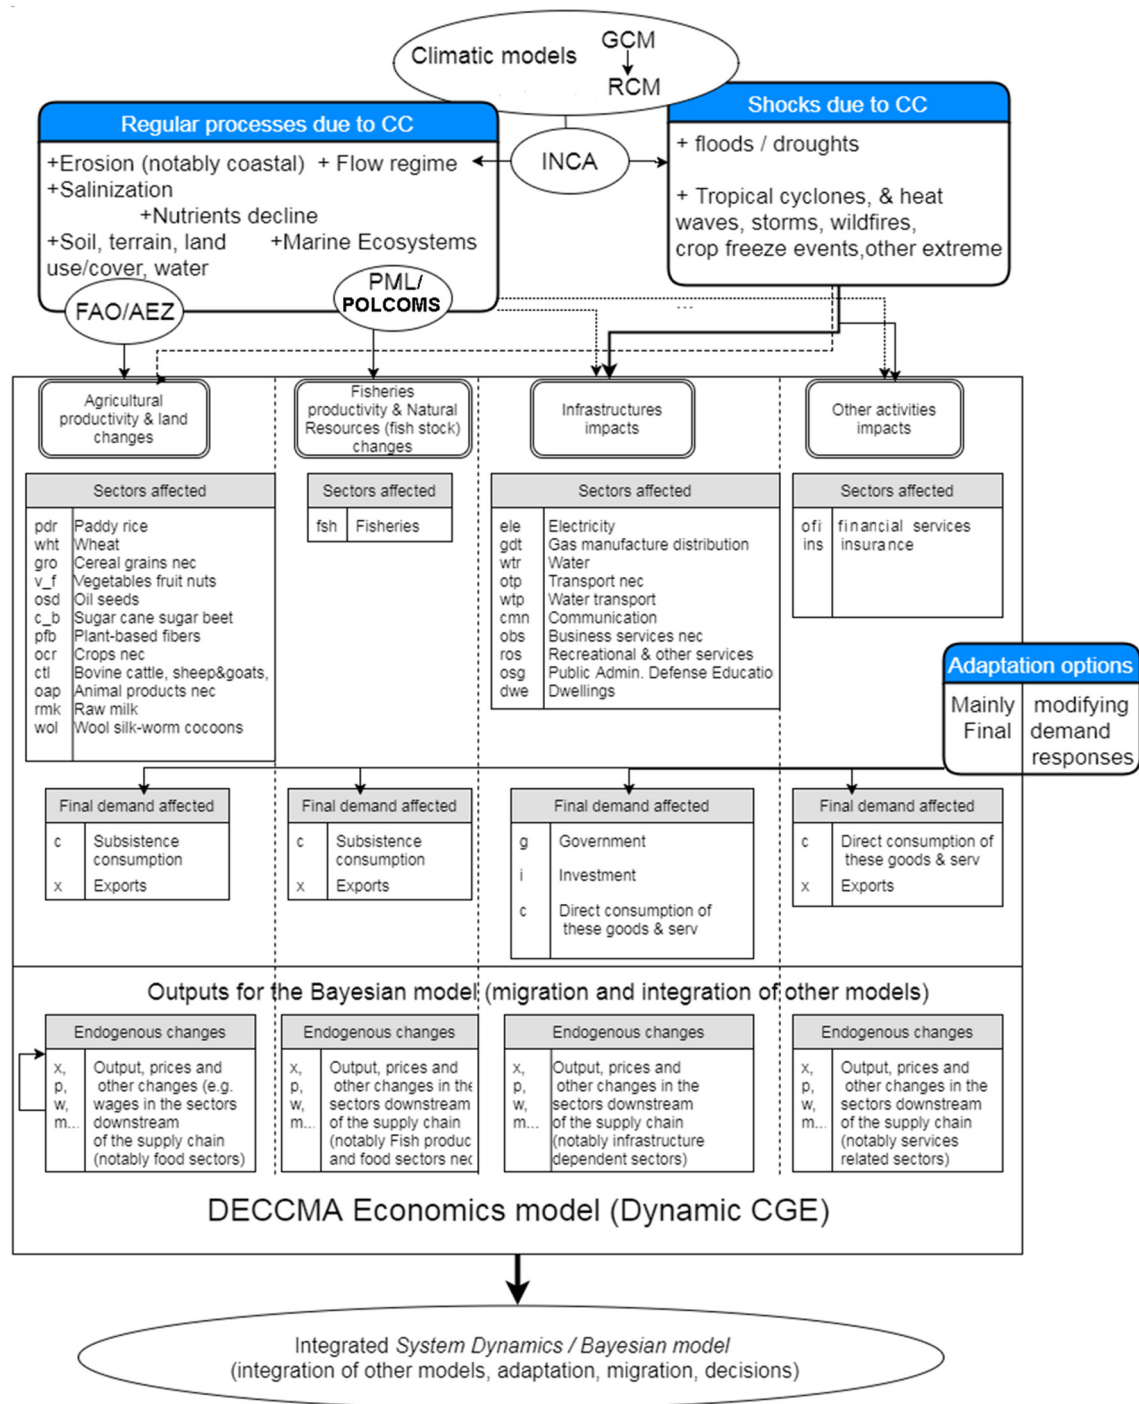 Climatic models
GCM
RCM
Regular processes due to CC
+Erosion (notably coastal) + Flow regime
+Salinization
+Nutrients decline
+Soil, terrain, land +Marine Ecosystems
use/cover, water
INCA
Shocks due to CC
+ floods / droughts
+ Tropical cyclones, & heat
waves, storms, wildfires,
crop freeze events,other extreme
FAO/AEZ
PML/
POLCOMS
...
Agricultural
productivity & land
changes
Fisheries
productivity & Natural
Resources (fish stock)
changes
Infrastructures
impacts
Other activities
impacts
Sectors affected
pdr Paddy rice
wht Wheat
gro Cereal grains nec
v_f Vegetables fruit nuts
osd Oil seeds
c_b Sugar cane sugar beet
pfb Plant-based fibers
ocr Crops nec
ctl Bovine cattle, sheep&goats,
oap Animal products nec
rmk Raw milk
wol Wool silk-worm cocoons
Sectors affected
fsh Fisheries
Sectors affected
ele Electricity
gdt Gas manufacture distribution
wtr Water
otp Transport nec
wtp Water transport
cmn Communication
obs Business services nec
ros Recreational & other services
osg Public Admin. Defense Educatio
dwe Dwellings
Sectors affected
ofi financial services
ins insurance
Adaptation options
Mainly modifying
Final demand
responses
Final demand affected
c Subsistence
consumption
x Exports
Final demand affected
c Subsistence
consumption
x Exports
Final demand affected
g Government
i Investment
c Direct consumption of
these goods & serv
Final demand affected
c Direct consumption of
these goods & serv
x Exports
Outputs for the Bayesian model (migration and integration of other models)
Endogenous changes
x, Output, prices and
p, other changes (e.g.
w, wages in the sectors
m... downstream
of the supply chain
(notably food sectors)
Endogenous changes
x, Output, prices and
p, other changes in the
w, sectors downstream
m... of the supply chain
(notably Fish produc
and food sectors nec
Endogenous changes
x, Output, prices and
p, other changes in the
w, sectors downstream
m... of the supply chain
(notably infrastructure
dependent sectors)
Endogenous changes
x, Output, prices and
p, other changes in the
w, sectors downstream
m... of the supply chain
(notably services
related sectors)
DECCMA Economics model (Dynamic CGE)
Integrated System Dynamics / Bayesian model
(integration of other models, adaptation, migration, decisions)